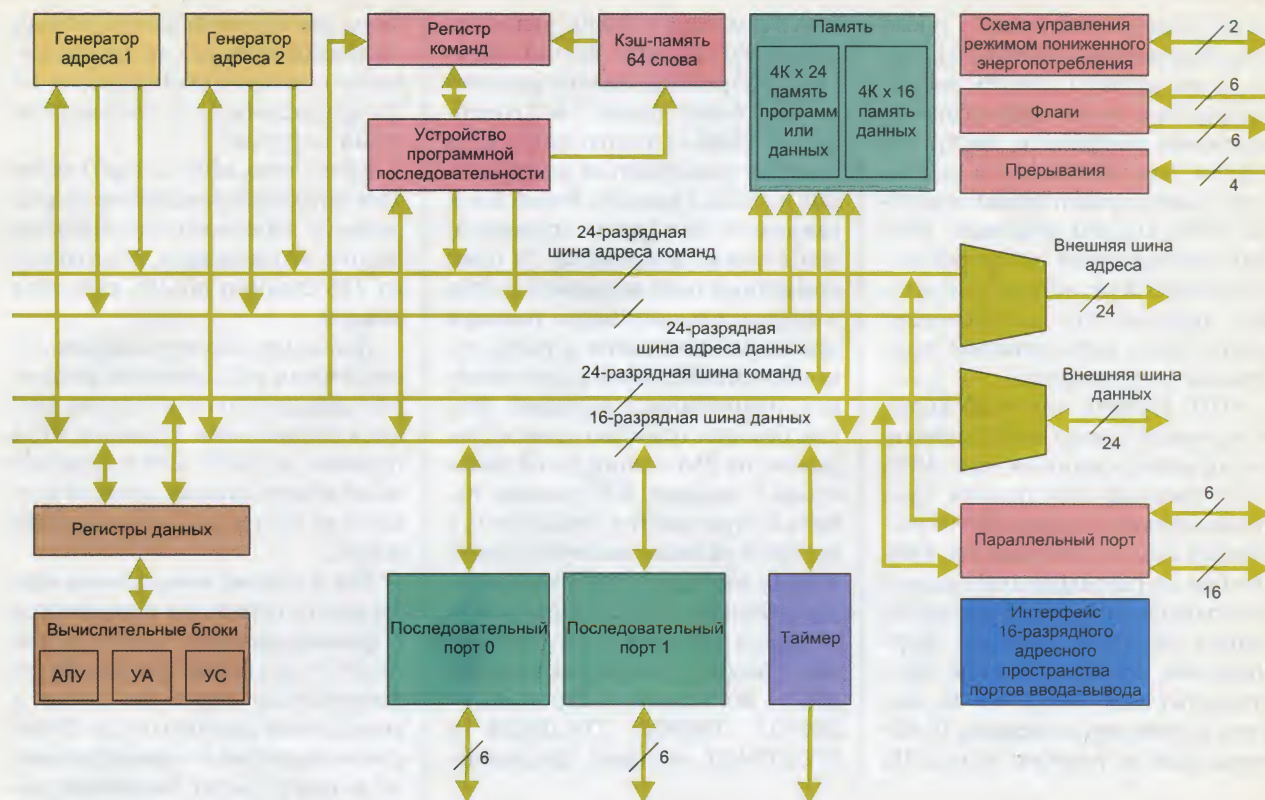 Генератор
адреса 1
Генератор
адреса 2
Регистр
команд
Кэш-память
64 слова
Устройство
программной
последовательности
Память
4К x 24
память
программ
или
данных
4К x 16
память
данных
Схема управления
режимом пониженного
энергопотребления
2
Флаги
6
6
Прерывания
4
24-разрядная
шина адреса команд
24-разрядная
шина адреса данных
24-разрядная шина команд
16-разрядная шина данных
Внешняя шина
адреса
24
Внешняя шина
данных
24
Регистры данных
Вычислительные блоки
АЛУ
УА
УС
Последовательный
порт 0
6
Последовательный
порт 1
6
Таймер
Параллельный порт
6
16
Интерфейс
16-разрядного
адресного
пространства
портов ввода-вывода